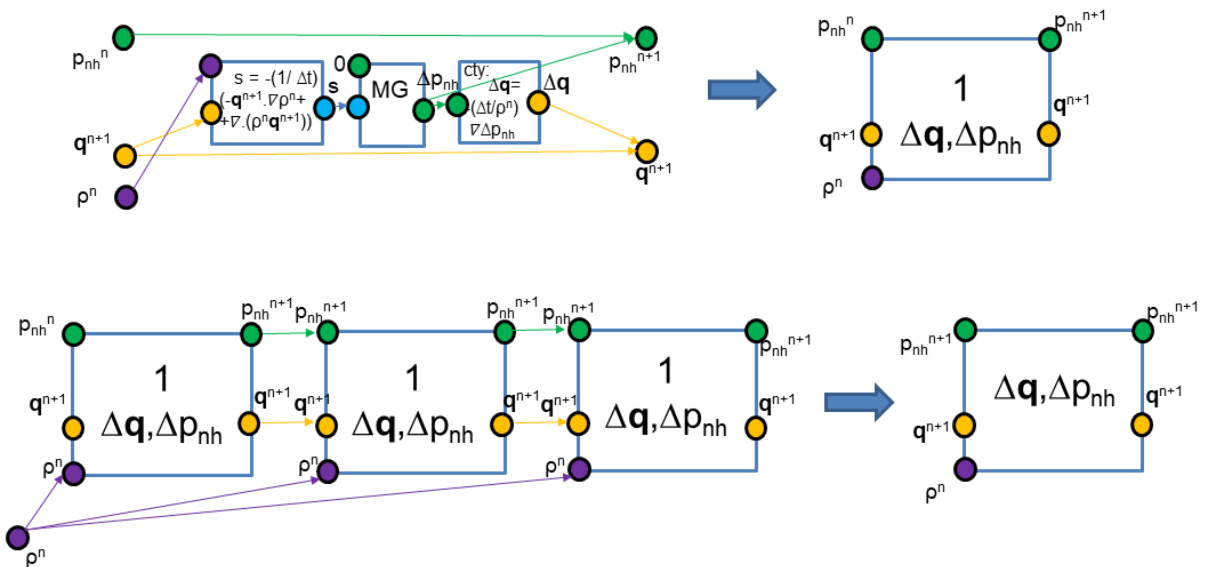 p_nh^n
q^n+1
ρ^n
s = -(1/ Δt)
(-q^n+1.∇ρ^n+
+∇.(ρ^nq^n+1))
s
0
MG
Δp_nh
cty:
Δq=
-(Δt/ρ^n)
∇Δp_nh
Δq
p_nh^n+1
q^n+1
p_nh^n
p_nh^n+1
1
Δq,Δp_nh
q^n+1
q^n+1
ρ^n
p_nh^n
p_nh^n+1
p_nh^n+1
p_nh^n+1
p_nh^n+1
p_nh^n+1
1
Δq,Δp_nh
1
Δq,Δp_nh
1
Δq,Δp_nh
q^n+1
q^n+1
q^n+1
q^n+1
q^n+1
q^n+1
ρ^n
ρ^n
ρ^n
ρ^n
p_nh^n+1
p_nh^n+1
Δq,Δp_nh
q^n+1
q^n+1
ρ^n